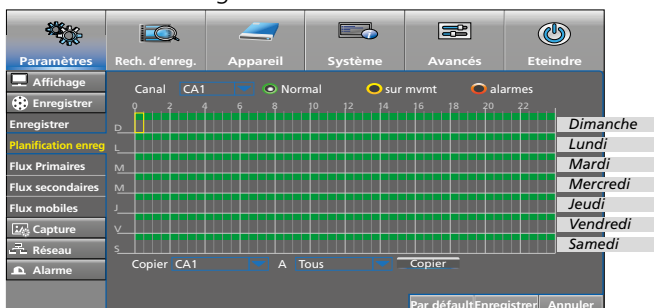 Paramètres Rech. d'enreg. Appareil Système Avancés Eteindre
Affichage
Enregistrer
Enregistrer
Planification enreg
Flux Primaires
Flux secondaires
Flux mobiles
Capture
Réseau
Alarme
Canal CA1 Normal sur mvmt alarmes
0 2 4 6 8 10 12 14 16 18 20 22
D Dimanche
L Lundi
M Mardi
M Mercredi
J Jeudi
V Vendredi
S Samedi
Copier CA1 A Tous Copier
Par défaultEnregistrer Annuler